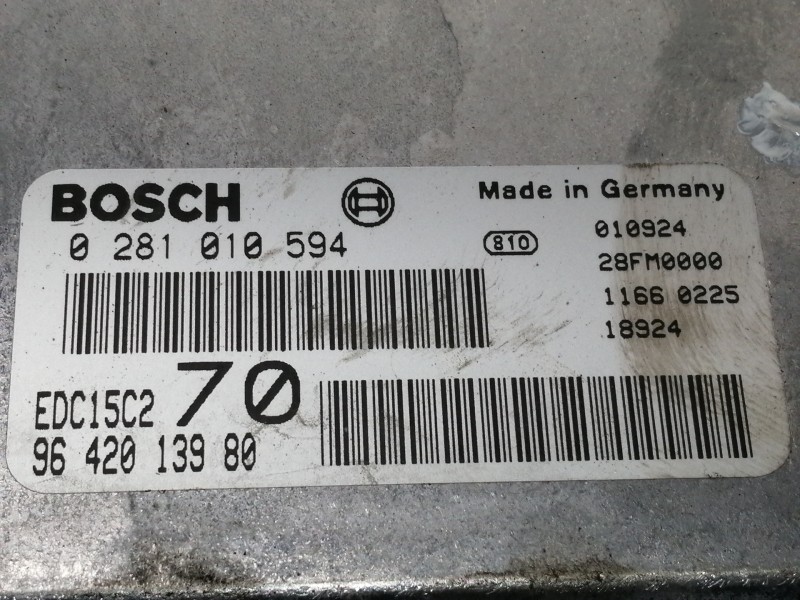 BOSCH
Made in Germany
0 281 010 594
810
010924
28FM0000
1166 0225
18924
EDC15C2 70
96 420 139 80